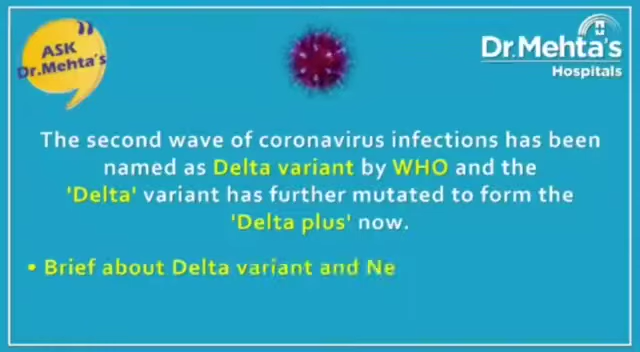 ASK
Dr.Mehta's
Dr.Mehta's
Hospitals
The second wave of coronavirus infections has been
named as Delta variant by WHO and the
'Delta' variant has further mutated to form the
'Delta plus' now.
• Brief about Delta variant and Ne